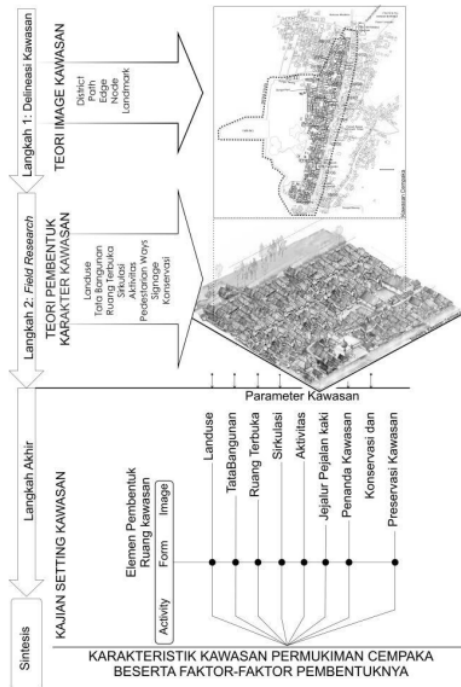 Langkah 1: Delineasi Kawasan
TEORI IMAGE KAWASAN
District
Path
Edge
Node
Landmark
Kawasan Cempaka
Langkah 2: Field Research
TEORI PEMBENTUK
KARAKTER KAWASAN
Landuse
Tata Bangunan
Ruang Terbuka
Sirkulasi
Aktivitas
Pedestarian Ways
Signage
Konservasi
Langkah Akhir
KAJIAN SETTING KAWASAN
Elemen Pembentuk
Ruang kawasan
Activity
Form
Image
Parameter Kawasan
Landuse
TataBangunan
Ruang Terbuka
Sirkulasi
Aktivitas
Jejalur Pejalan kaki
Penanda Kawasan
Konservasi dan
Preservasi Kawasan
Sintesis
KARAKTERISTIK KAWASAN PERMUKIMAN CEMPAKA
BESERTA FAKTOR-FAKTOR PEMBENTUKNYA